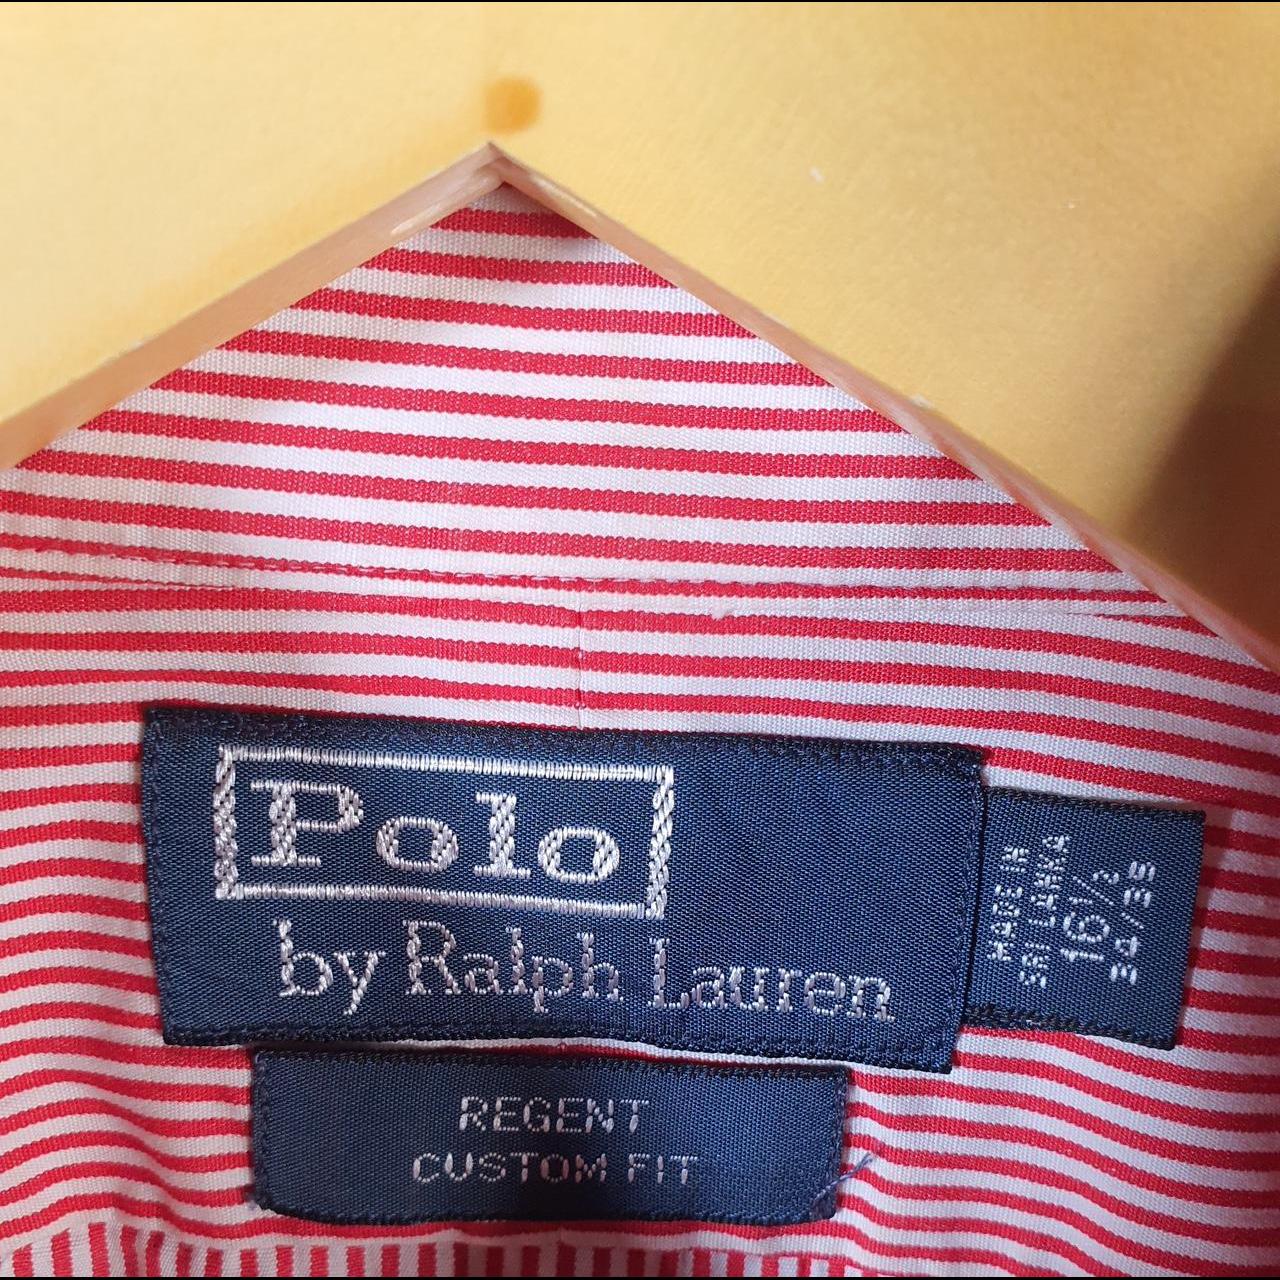 Polo
by Ralph Lauren
MADE IN
SRI LANKA
16½
34/35
REGENT
CUSTOM FIT